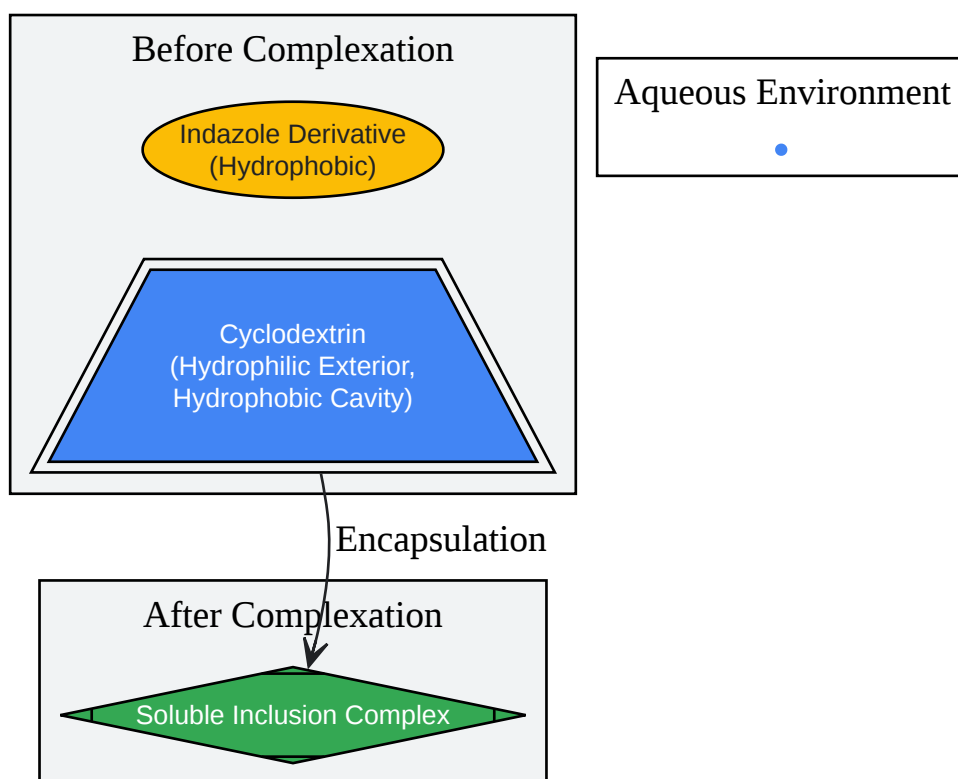 Before Complexation
Indazole Derivative
(Hydrophobic)
Aqueous Environment
Cyclodextrin
(Hydrophilic Exterior,
Hydrophobic Cavity)
Encapsulation
After Complexation
Soluble Inclusion Complex